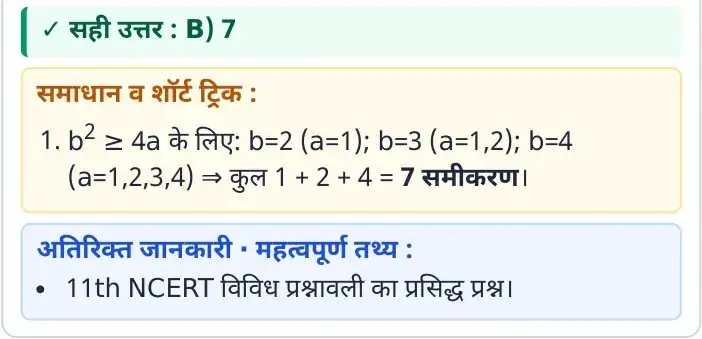 ✓ सही उत्तर : B) 7
समाधान व शॉर्ट ट्रिक :
1. b² ≥ 4a के लिए: b=2 (a=1); b=3 (a=1,2); b=4
(a=1,2,3,4) ⇒ कुल 1 + 2 + 4 = 7 समीकरण।
अतिरिक्त जानकारी · महत्वपूर्ण तथ्य :
• 11th NCERT विविध प्रश्नावली का प्रसिद्ध प्रश्न।